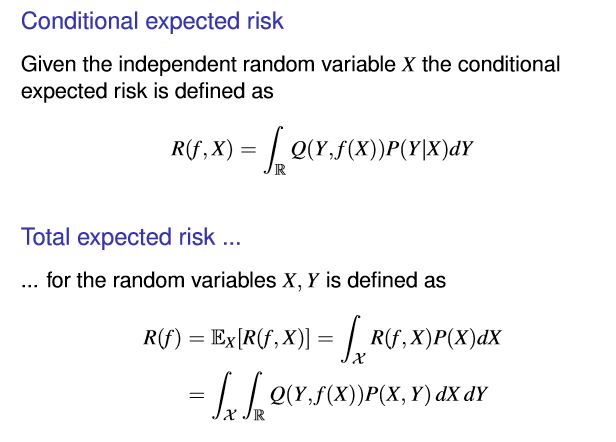 Conditional expected risk
Given the independent random variable X the conditional
expected risk is defined as
R(f, X) = ∫_ℝ Q(Y, f(X))P(Y|X)dY
Total expected risk ...
... for the random variables X, Y is defined as
R(f) = 𝔼_X[R(f, X)] = ∫_𝒳 R(f, X)P(X)dX
= ∫_𝒳 ∫_ℝ Q(Y, f(X))P(X, Y) dX dY